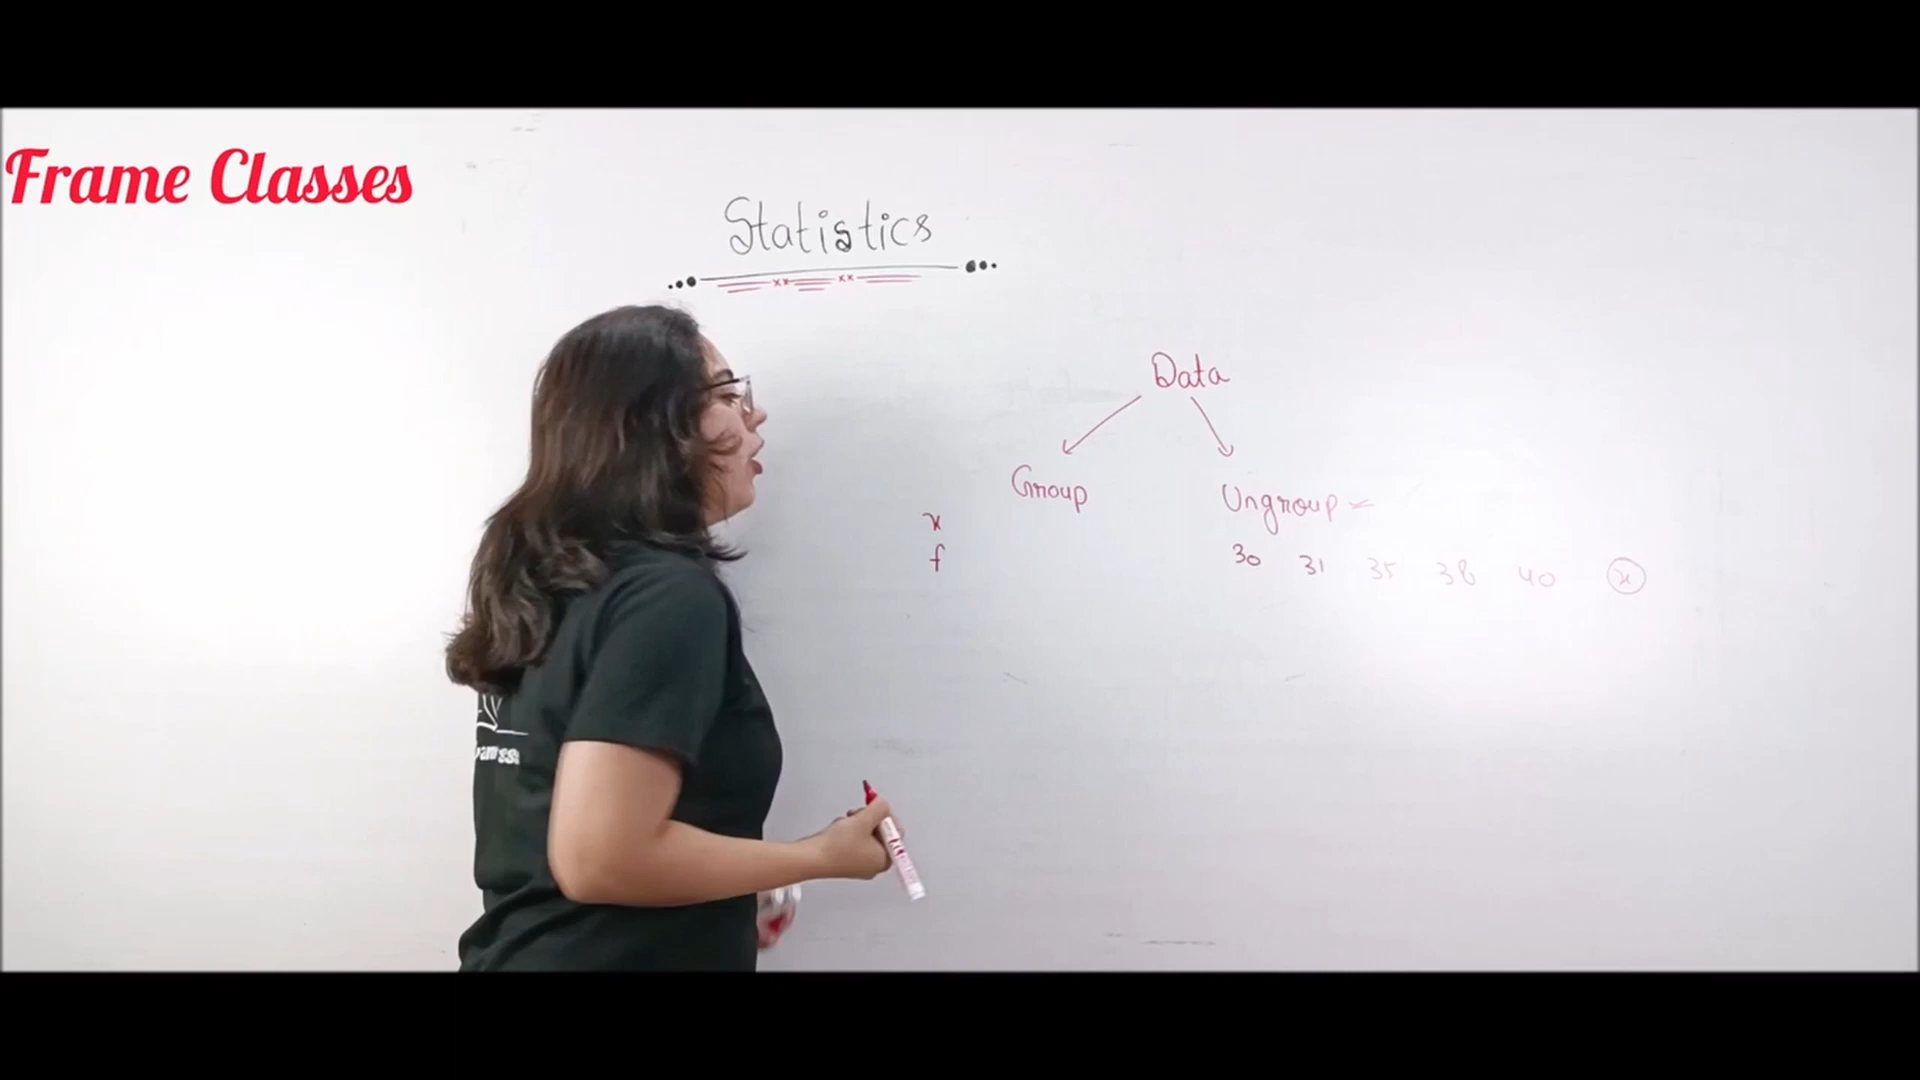 Frame Classes
Statistics
Data
Group
Ungroup
x
f
30 31 35 38 40 x